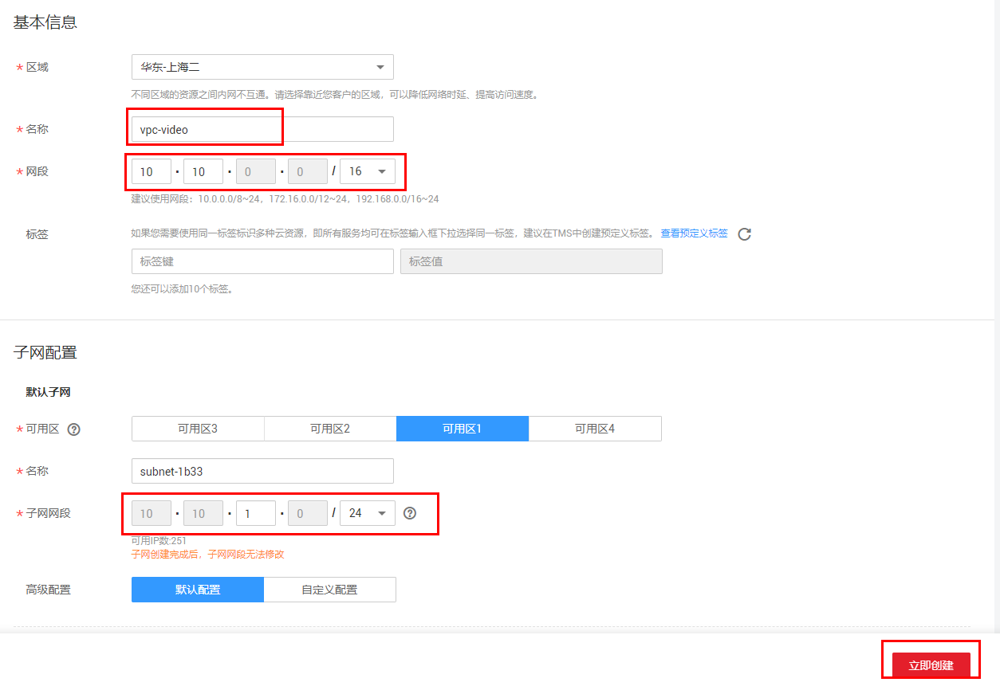 基本信息
* 区域 华东-上海二
不同区域的资源之间内网不互通。请选择靠近您客户的区域，可以降低网络时延、提高访问速度。
* 名称 vpc-video
* 网段 10 · 10 · 0 · 0 / 16
建议使用网段：10.0.0.0/8~24，172.16.0.0/12~24，192.168.0.0/16~24
标签 如果您需要使用同一标签标识多种云资源，即所有服务均可在标签输入框下拉选择同一标签，建议在TMS中创建预定义标签。 查看预定义标签
标签键 标签值
您还可以添加10个标签。
子网配置
默认子网
* 可用区 ? 可用区3 可用区2 可用区1 可用区4
* 名称 subnet-1b33
* 子网网段 10 · 10 · 1 · 0 / 24 ?
可用IP数:251
子网创建完成后，子网网段无法修改
高级配置 默认配置 自定义配置
立即创建